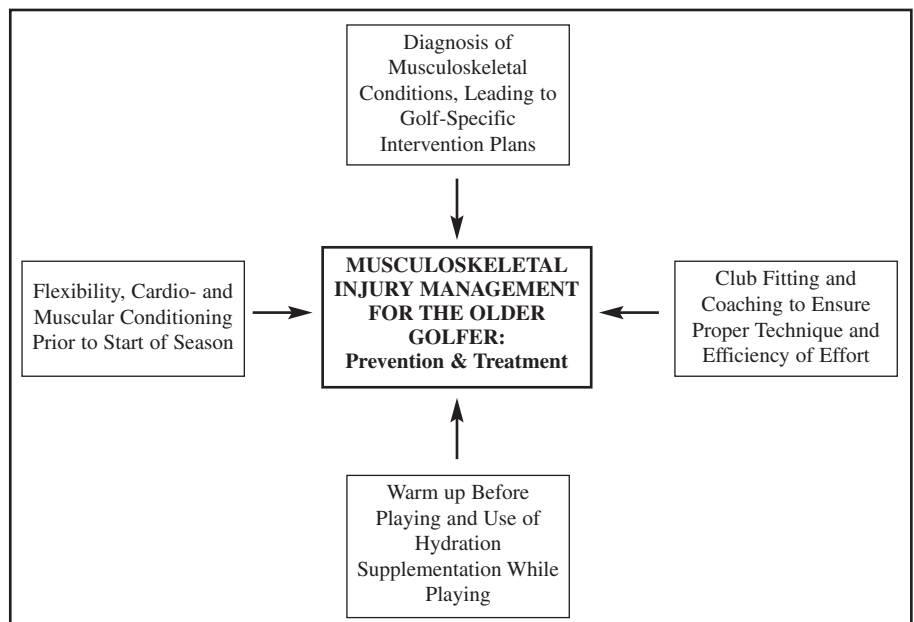 Diagnosis of
Musculoskeletal
Conditions, Leading to
Golf-Specific
Intervention Plans
Flexibility, Cardio- and
Muscular Conditioning
Prior to Start of Season
MUSCULOSKELETAL
INJURY MANAGEMENT
FOR THE OLDER
GOLFER:
Prevention & Treatment
Club Fitting and
Coaching to Ensure
Proper Technique and
Efficiency of Effort
Warm up Before
Playing and Use of
Hydration
Supplementation While
Playing